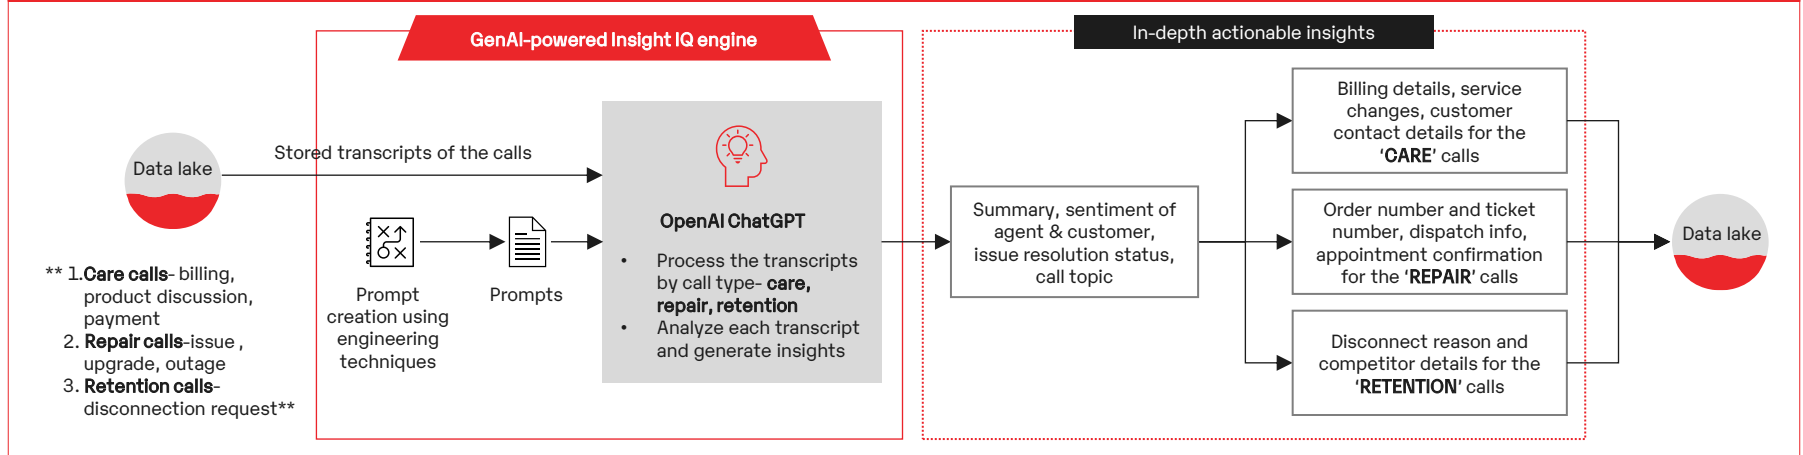 GenAI-powered Insight IQ engine
In-depth actionable insights
Data lake
Stored transcripts of the calls
** 1.Care calls- billing,
product discussion,
payment
2. Repair calls-issue ,
upgrade, outage
3. Retention calls-
disconnection request**
Prompt
creation using
engineering
techniques
Prompts
OpenAI ChatGPT
• Process the transcripts
by call type- care,
repair, retention
• Analyze each transcript
and generate insights
Summary, sentiment of
agent & customer,
issue resolution status,
call topic
Billing details, service
changes, customer
contact details for the
‘CARE’ calls
Order number and ticket
number, dispatch info,
appointment confirmation
for the ‘REPAIR’ calls
Disconnect reason and
competitor details for the
‘RETENTION’ calls
Data lake